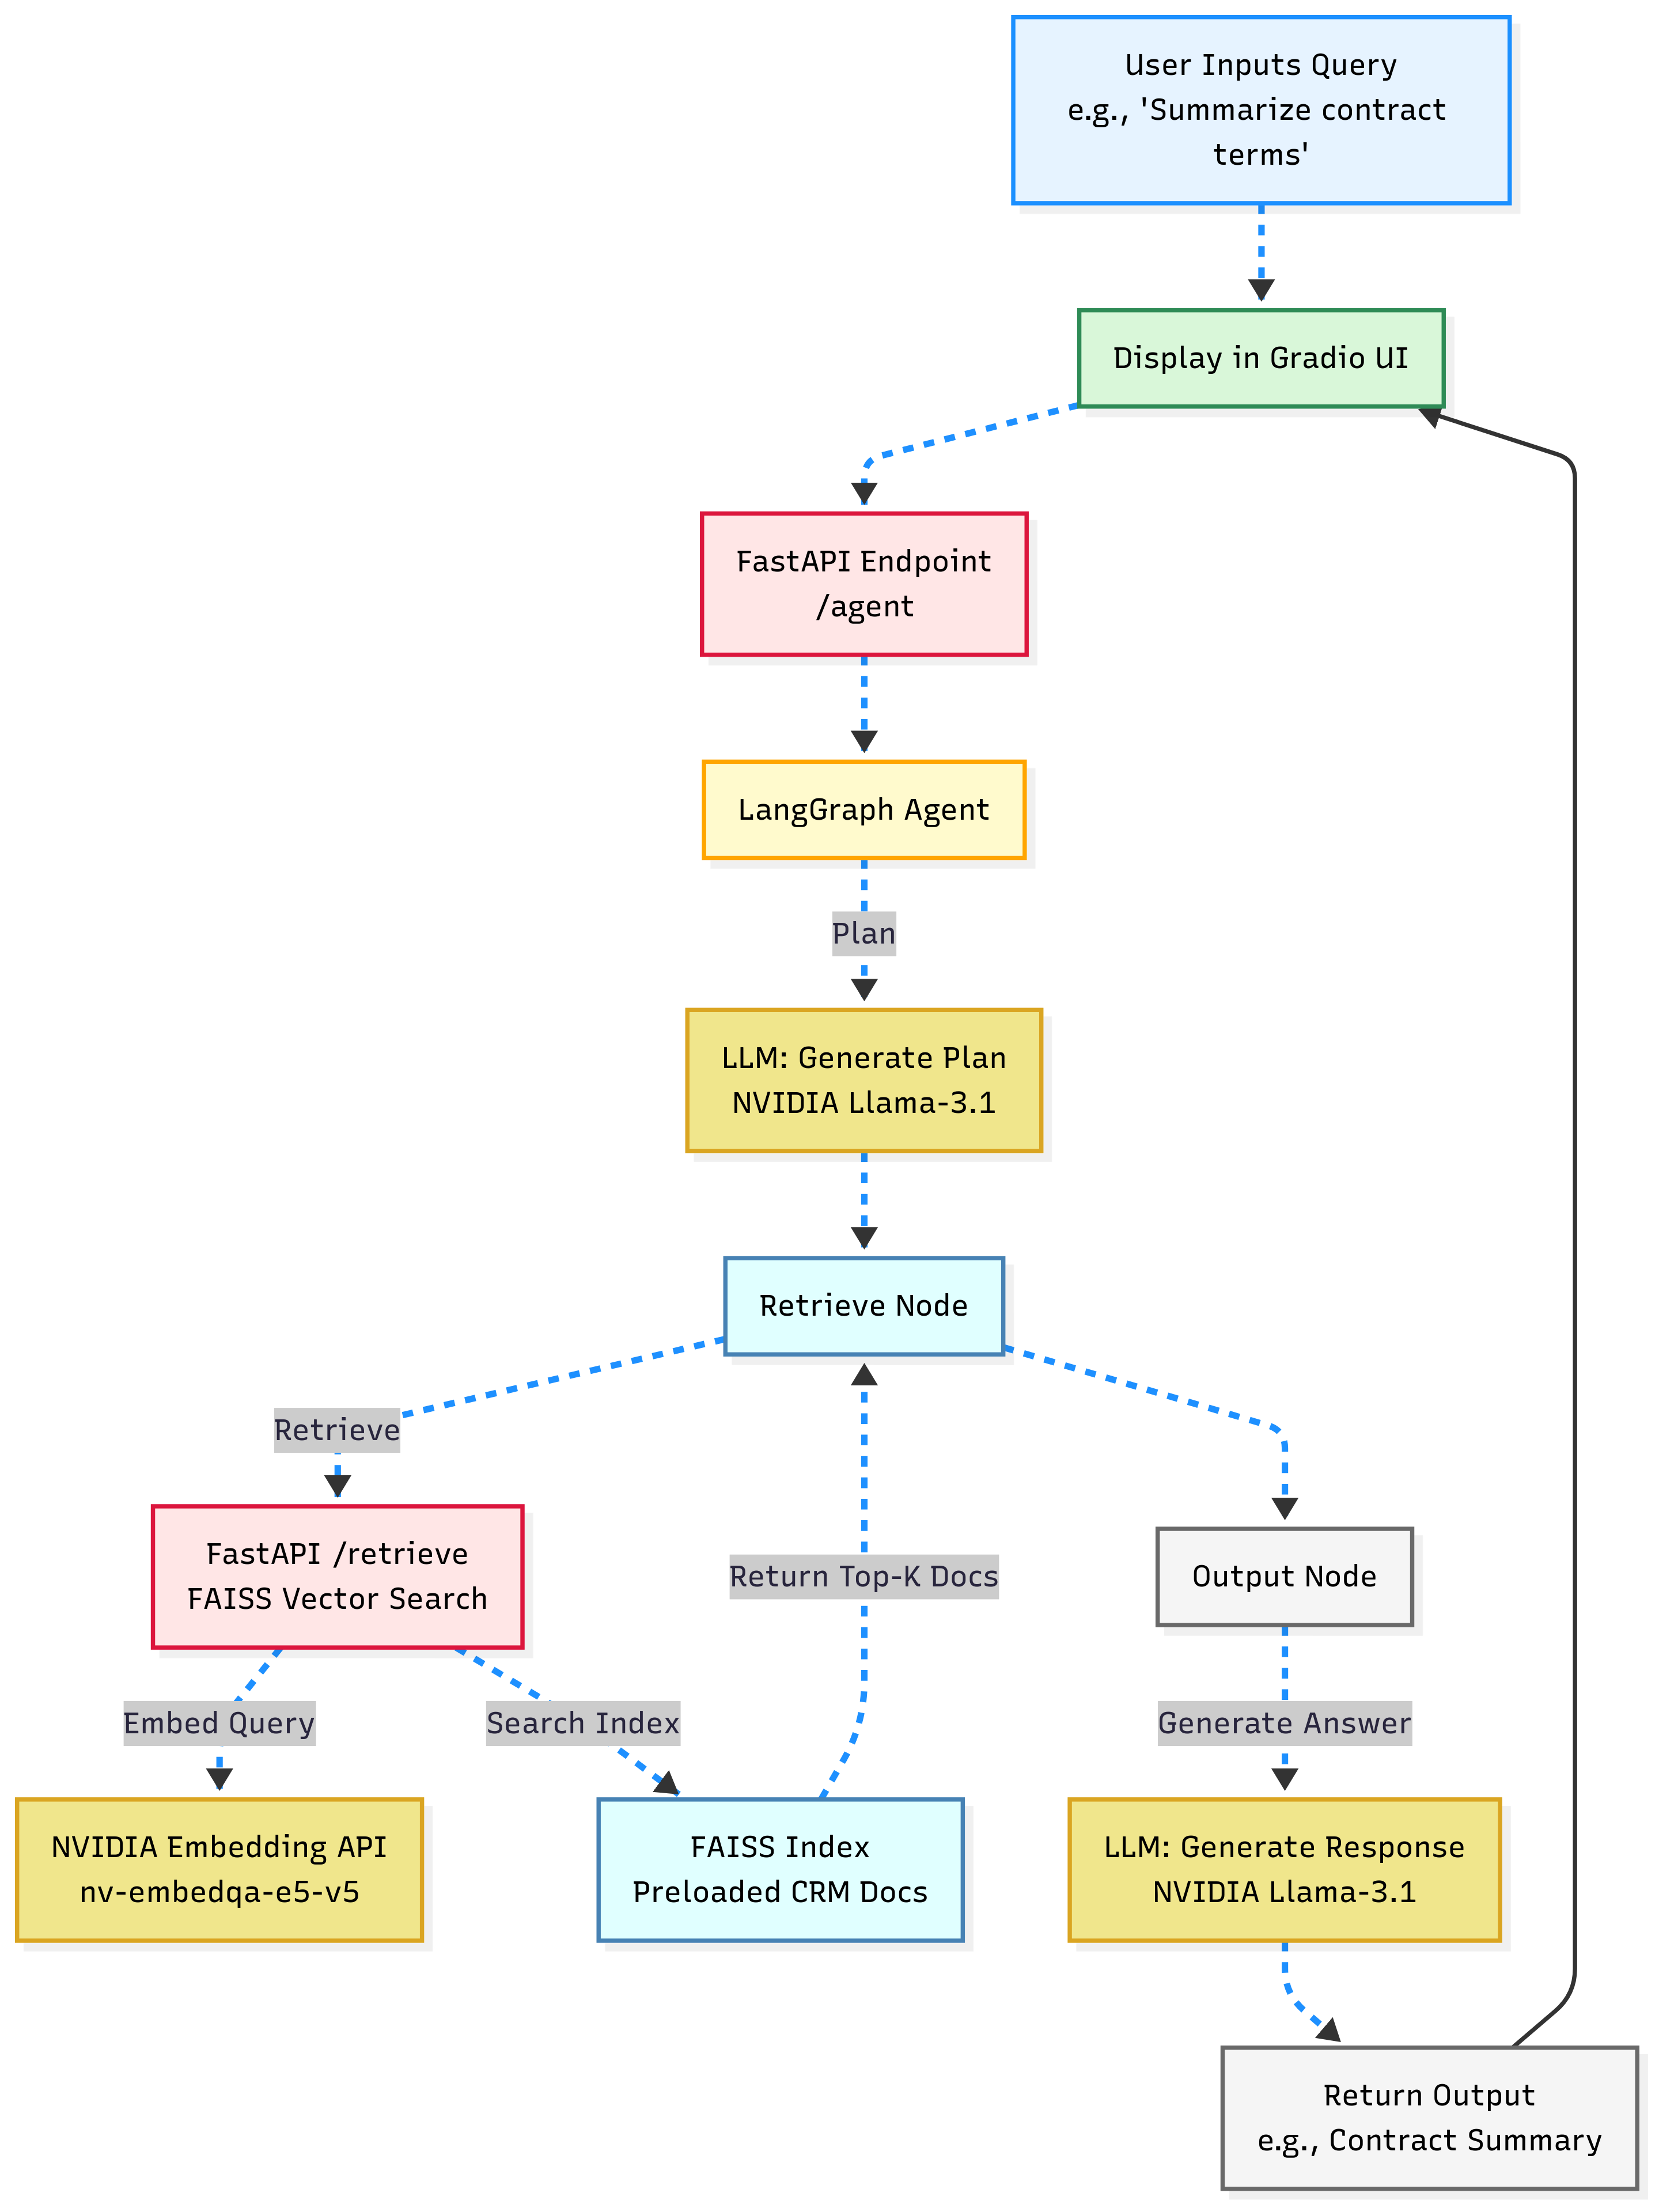 User Inputs Query
e.g., 'Summarize contract
terms'
Display in Gradio UI
FastAPI Endpoint
/agent
LangGraph Agent
Plan
LLM: Generate Plan
NVIDIA Llama-3.1
Retrieve Node
Retrieve
FastAPI /retrieve
FAISS Vector Search
Return Top-K Docs
Output Node
Embed Query
Search Index
Generate Answer
NVIDIA Embedding API
nv-embedqa-e5-v5
FAISS Index
Preloaded CRM Docs
LLM: Generate Response
NVIDIA Llama-3.1
Return Output
e.g., Contract Summary